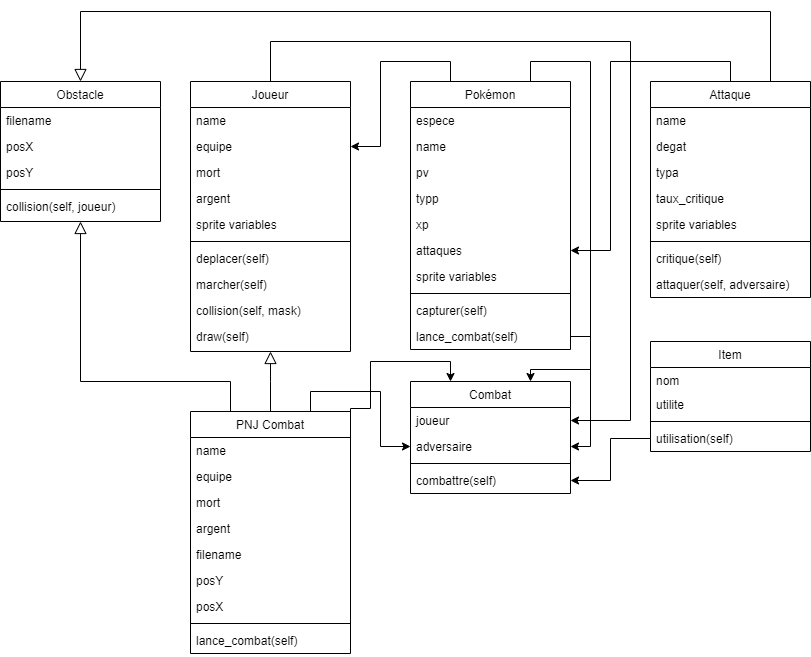 Obstacle
filename
posX
posY
collision(self, joueur)
Joueur
name
equipe
mort
argent
sprite variables
deplacer(self)
marcher(self)
collision(self, mask)
draw(self)
Pokémon
espece
name
pv
typp
xp
attaques
sprite variables
capturer(self)
lance_combat(self)
Attaque
name
degat
typa
taux_critique
sprite variables
critique(self)
attaquer(self, adversaire)
Item
nom
utilite
utilisation(self)
Combat
joueur
adversaire
combattre(self)
PNJ Combat
name
equipe
mort
argent
filename
posY
posX
lance_combat(self)